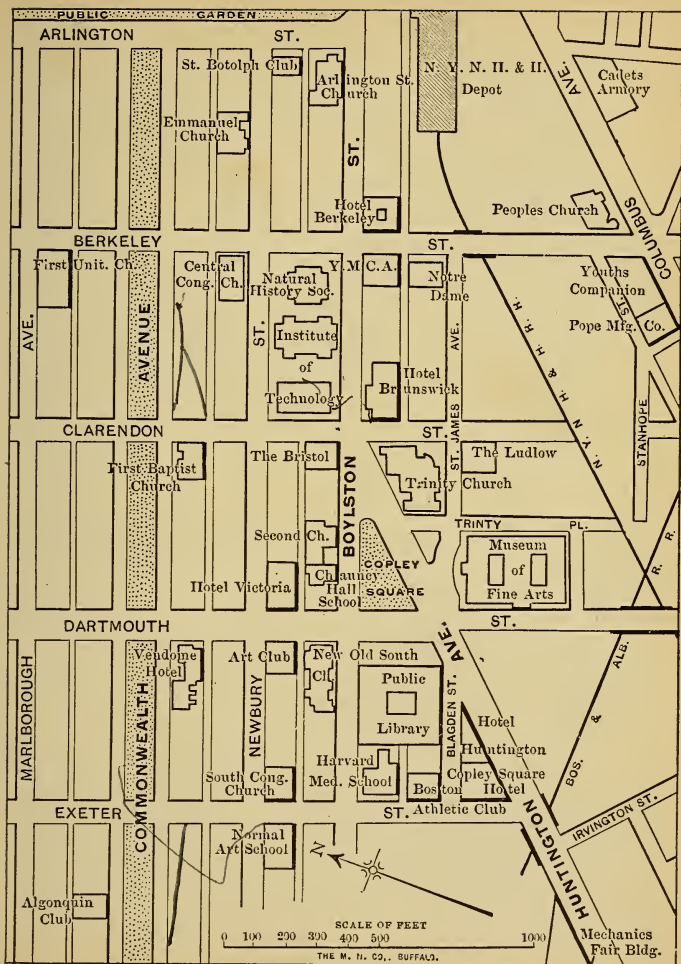 PUBLIC GARDEN
ARLINGTON ST.
St. Botolph Club
Arlington St.
Church
N. Y. N. H. & H.
Depot
AVE.
Cadets
Armory
Emmanuel
Church
ST.
Hotel
Berkeley
Peoples Church
COLUMBUS
BERKELEY ST.
First Unit. Ch.
Central
Cong. Ch.
Natural
History Soc.
Y.M.C.A.
Notre
Dame
Youths
Companion
ST.
Pope Mfg. Co.
AVE.
AVENUE
ST.
Institute
of
Technology
Hotel
Brunswick
ST. JAMES AVE.
N. Y. N H. & H. R. R.
STANHOPE
CLARENDON ST.
First Baptist
Church
The Bristol
BOYLSTON
Trinity Church
The Ludlow
TRINTY PL.
Second Ch.
Hotel Victoria
Chauncy
Hall
School
COPLEY
SQUARE
Museum
of
Fine Arts
R. R.
DARTMOUTH ST.
MARLBOROUGH
COMMONWEALTH
Vendome
Hotel
NEWBURY
Art Club
New Old South
Ch.
Public
Library
AVE.
BLAGDEN ST.
Hotel
Huntington
BOS. & ALB.
South Cong.
Church
Harvard
Med. School
Boston
Athletic Club
Copley Square
Hotel
EXETER ST.
HUNTINGTON
IRVINGTON ST.
Normal
Art School
N
Algonquin
Club
Mechanics
Fair Bldg.
SCALE OF FEET
0 100 300 400 500 1000
THE M. N. CO., BUFFALO.